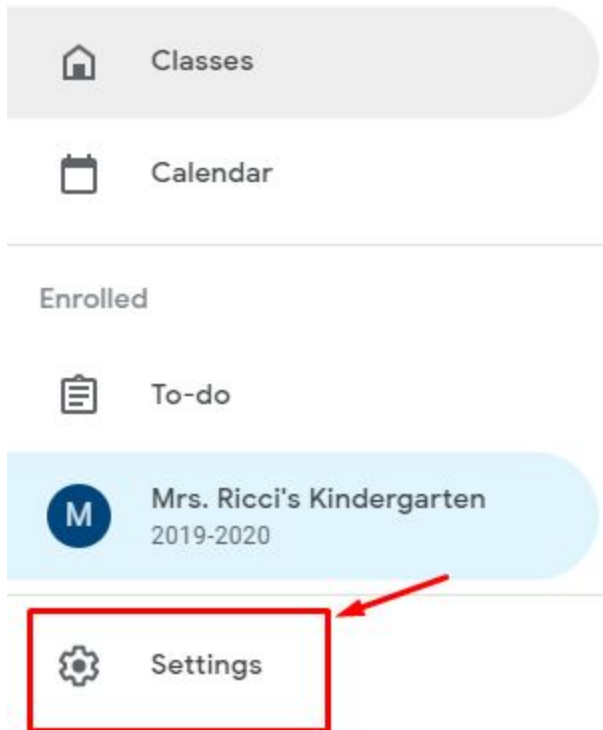 Classes
Calendar
Enrolled
To-do
M
Mrs. Ricci's Kindergarten
2019-2020
Settings